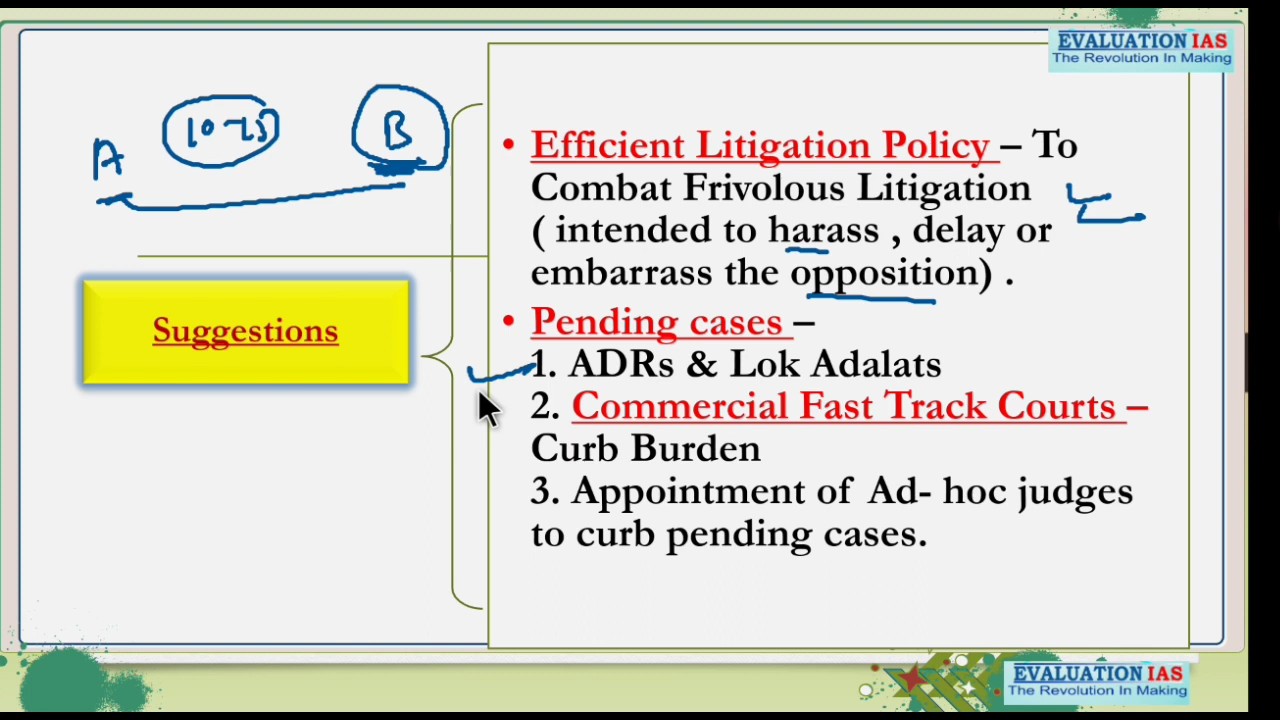 EVALUATION IAS
The Revolution In Making
A
10-15
B
• Efficient Litigation Policy – To
Combat Frivolous Litigation
( intended to harass , delay or
embarrass the opposition) .
Suggestions
• Pending cases –
1. ADRs & Lok Adalats
2. Commercial Fast Track Courts –
Curb Burden
3. Appointment of Ad- hoc judges
to curb pending cases.
EVALUATION IAS
The Revolution In Making